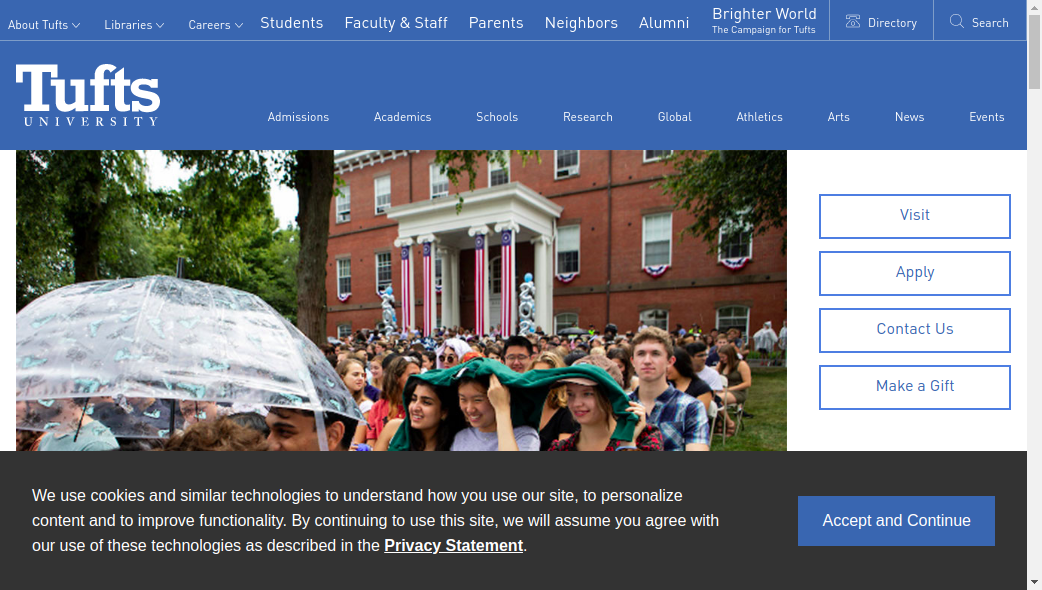 About Tufts
Libraries
Careers
Students
Faculty & Staff
Parents
Neighbors
Alumni
Brighter World
The Campaign for Tufts
Directory
Search
Tufts
UNIVERSITY
Admissions
Academics
Schools
Research
Global
Athletics
Arts
News
Events
Visit
Apply
Contact Us
Make a Gift
We use cookies and similar technologies to understand how you use our site, to personalize
content and to improve functionality. By continuing to use this site, we will assume you agree with
our use of these technologies as described in the Privacy Statement.
Accept and Continue